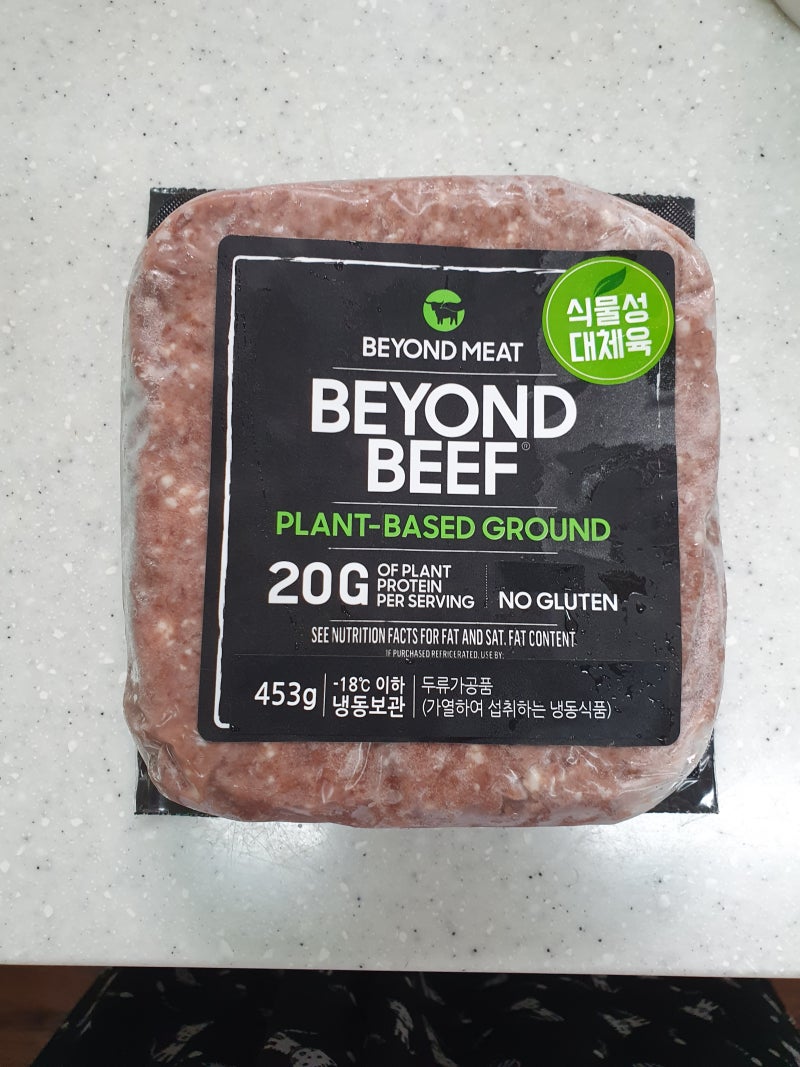 식물성
대체육
BEYOND MEAT
BEYOND
BEEF®
PLANT-BASED GROUND
20G OF PLANT
PROTEIN
PER SERVING
NO GLUTEN
SEE NUTRITION FACTS FOR FAT AND SAT. FAT CONTENT
IF PURCHASED REFRIGERATED, USE BY:
453g
-18℃ 이하
냉동보관
두류가공품
(가열하여 섭취하는 냉동식품)